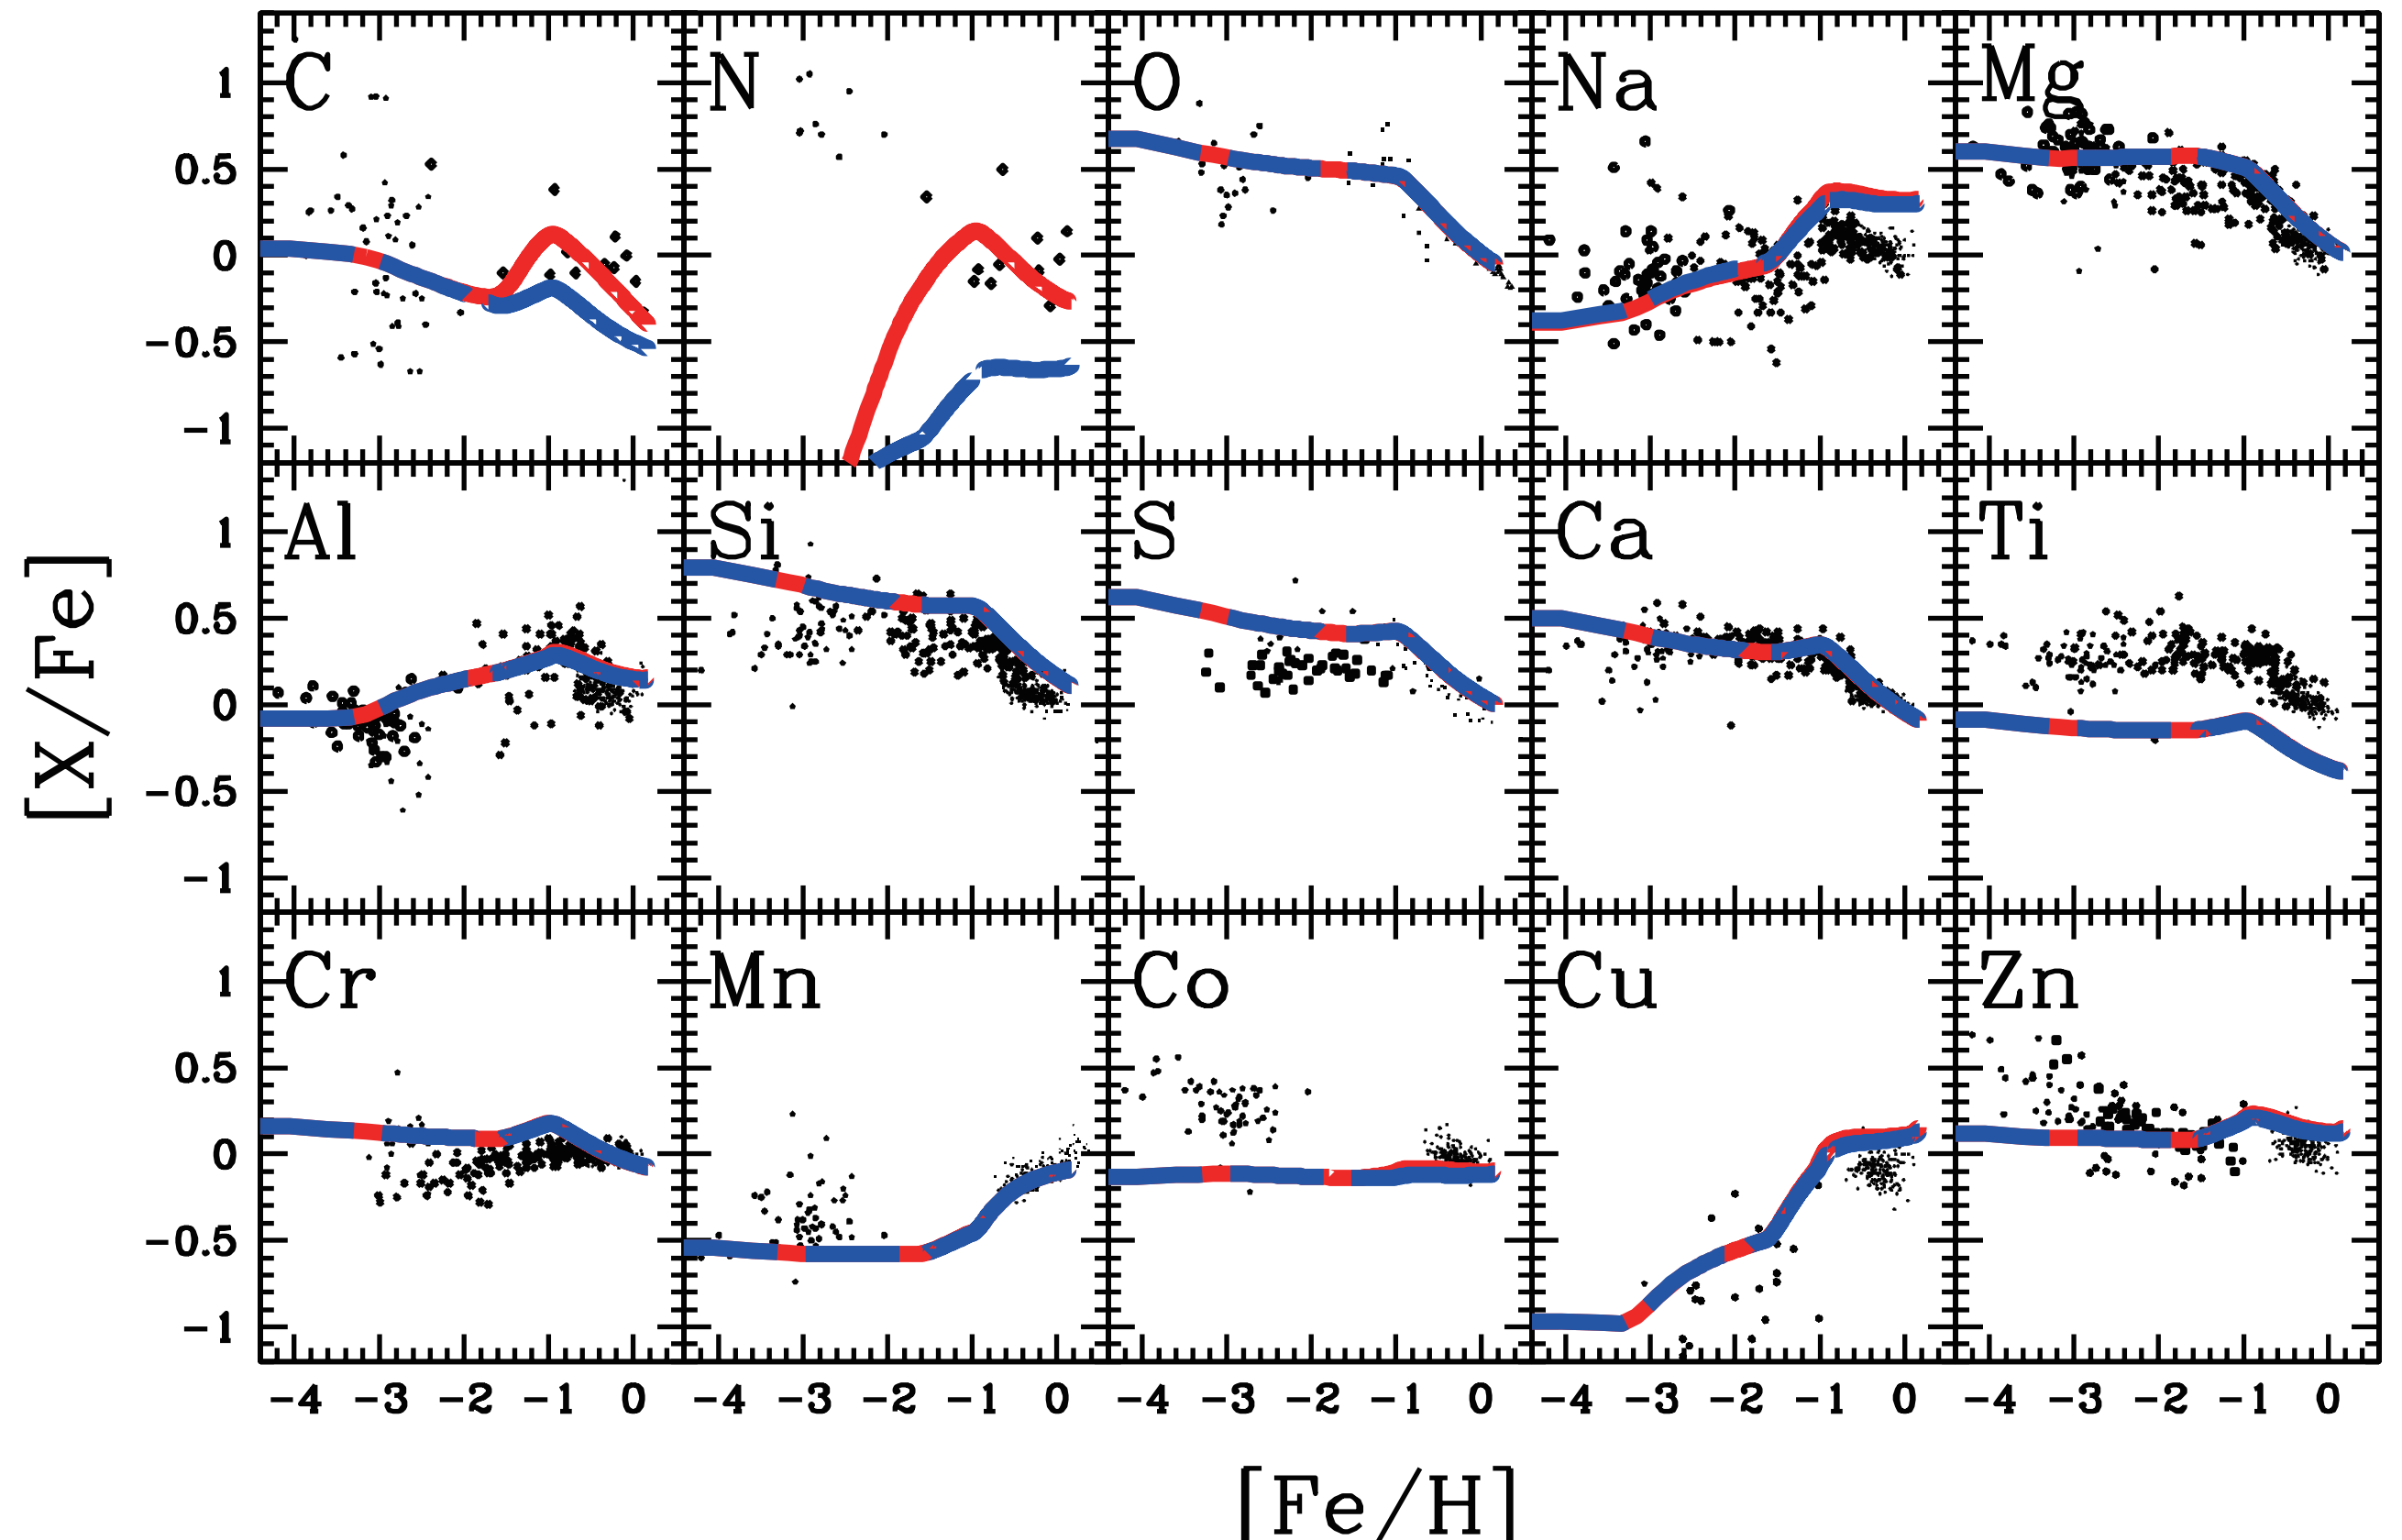 C N O Na Mg
1
0.5
0
−0.5
−1
Al Si S Ca Ti
1
0.5
0
−0.5
−1
[X/Fe]
Cr Mn Co Cu Zn
1
0.5
0
−0.5
−1
−4 −3 −2 −1 0 −4 −3 −2 −1 0 −4 −3 −2 −1 0 −4 −3 −2 −1 0 −4 −3 −2 −1 0
[Fe/H]